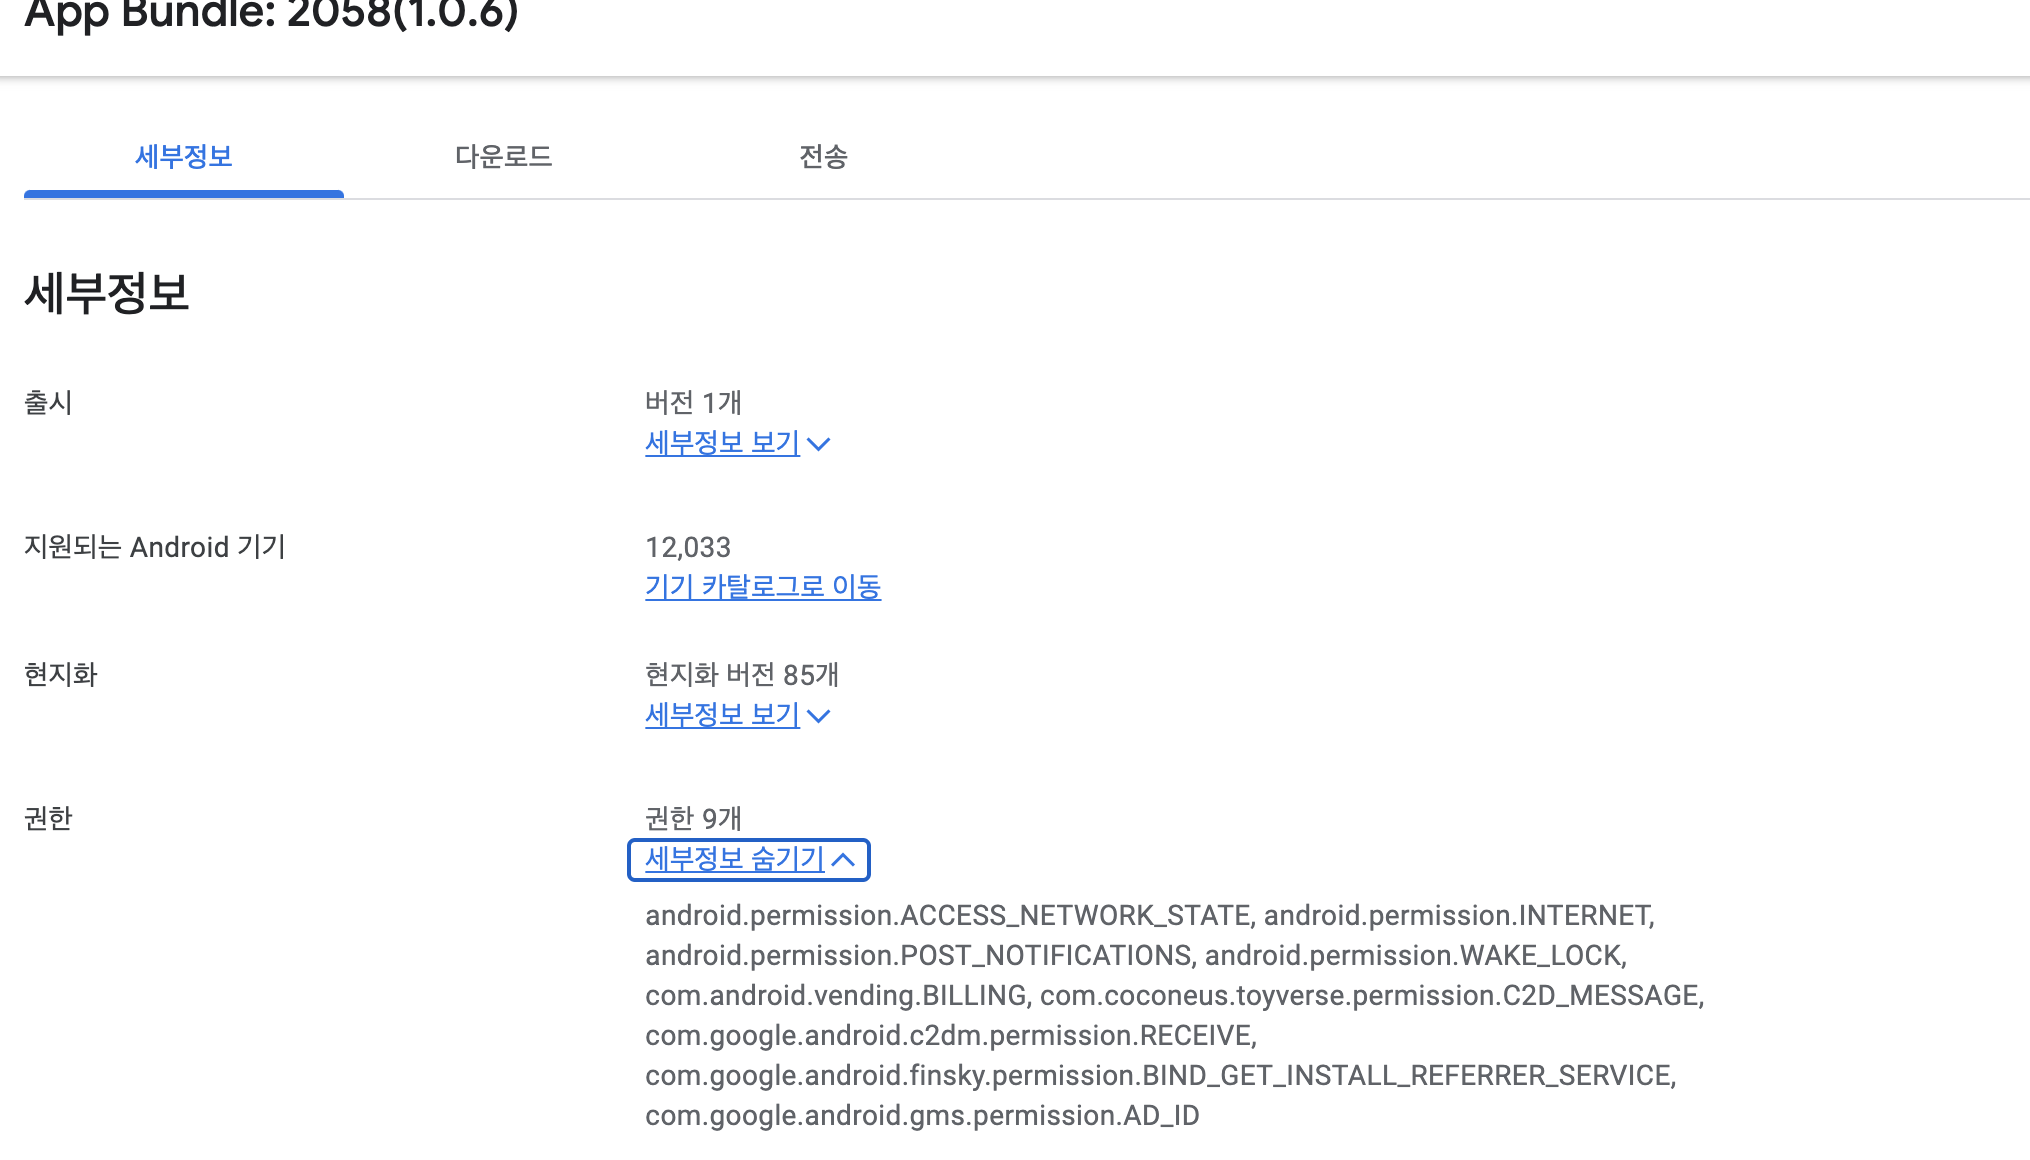 App Bundle: 2058(1.0.6)
세부정보
다운로드
전송
세부정보
출시
버전 1개
세부정보 보기
지원되는 Android 기기
12,033
기기 카탈로그로 이동
현지화
현지화 버전 85개
세부정보 보기
권한
권한 9개
세부정보 숨기기
android.permission.ACCESS_NETWORK_STATE, android.permission.INTERNET,
android.permission.POST_NOTIFICATIONS, android.permission.WAKE_LOCK,
com.android.vending.BILLING, com.coconeus.toyverse.permission.C2D_MESSAGE,
com.google.android.c2dm.permission.RECEIVE,
com.google.android.finsky.permission.BIND_GET_INSTALL_REFERRER_SERVICE,
com.google.android.gms.permission.AD_ID